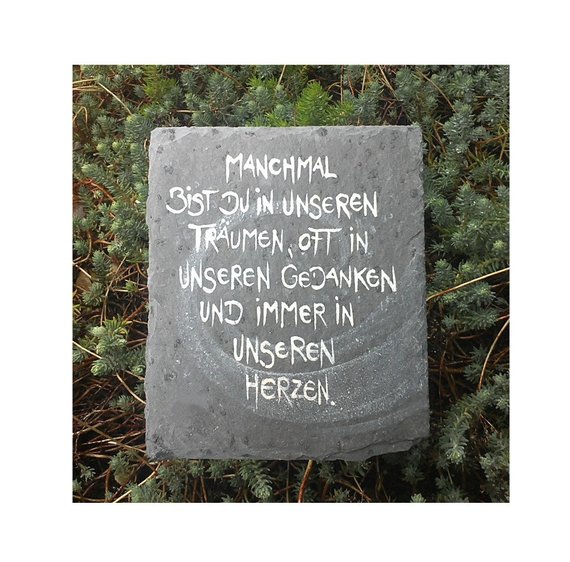 MANCHMAL
BIST DU IN UNSEREN
TRÄUMEN, OFT IN
UNSEREN GEDANKEN
UND IMMER IN
UNSEREN
HERZEN.